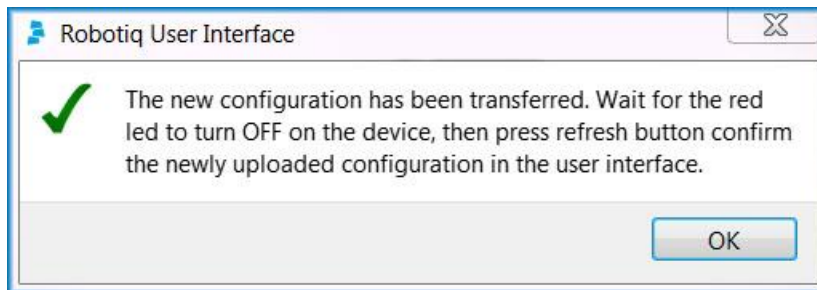 Robotiq User Interface
The new configuration has been transferred. Wait for the red
led to turn OFF on the device, then press refresh button confirm
the newly uploaded configuration in the user interface.
OK